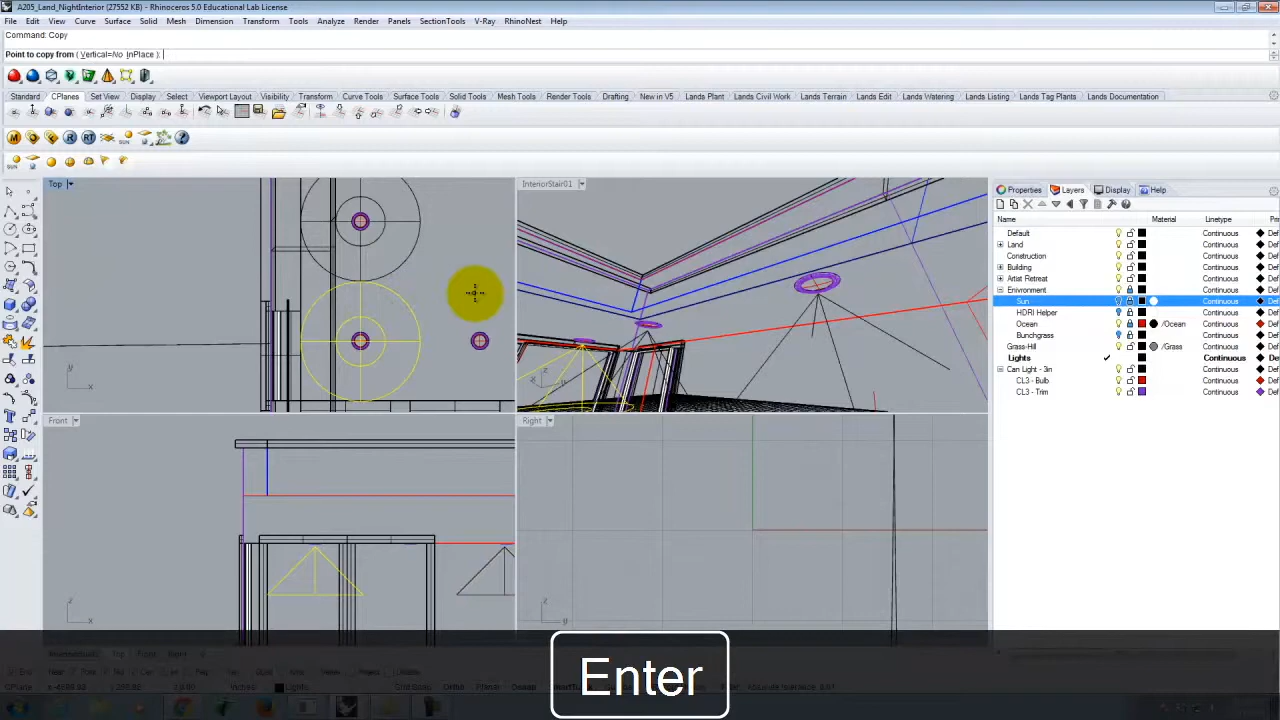 A205_Land_NightInterior (27552 KB) - Rhinoceros 5.0 Educational Lab License
File Edit View Curve Surface Solid Mesh Dimension Transform Tools Analyze Render Panels SectionTools V-Ray RhinoNest Help
Command: Copy
Point to copy from ( Vertical=No InPlace ):
Standard CPlanes Set View Display Select Viewport Layout Visibility Transform Curve Tools Surface Tools Solid Tools Mesh Tools Render Tools Drafting New in V5 Lands Plant Lands Civil Work Lands Terrain Lands Edit Lands Watering Lands Listing Lands Tag Plants Lands Documentation
Top InteriorStair01 Properties Layers Display Help
Name Material Linetype
Default Continuous
Land Continuous
Construction Continuous
Building Continuous
Artist Retreat Continuous
Environment Continuous
Sun Continuous
HDRI Helper Continuous
Ocean /Ocean Continuous
Bunchgrass Continuous
Grass-Hill /Grass Continuous
Lights Continuous
Can Light - 3in Continuous
CL3 - Bulb Continuous
CL3 - Trim Continuous
Front Right
Enter